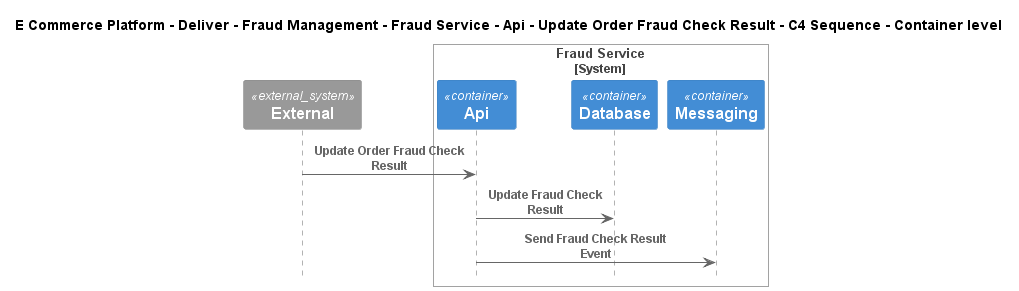 E Commerce Platform - Deliver - Fraud Management - Fraud Service - Api - Update Order Fraud Check Result - C4 Sequence - Container level
Fraud Service
[System]
«external_system»
External
«container»
Api
«container»
Database
«container»
Messaging
Update Order Fraud Check
Result
Update Fraud Check
Result
Send Fraud Check Result
Event